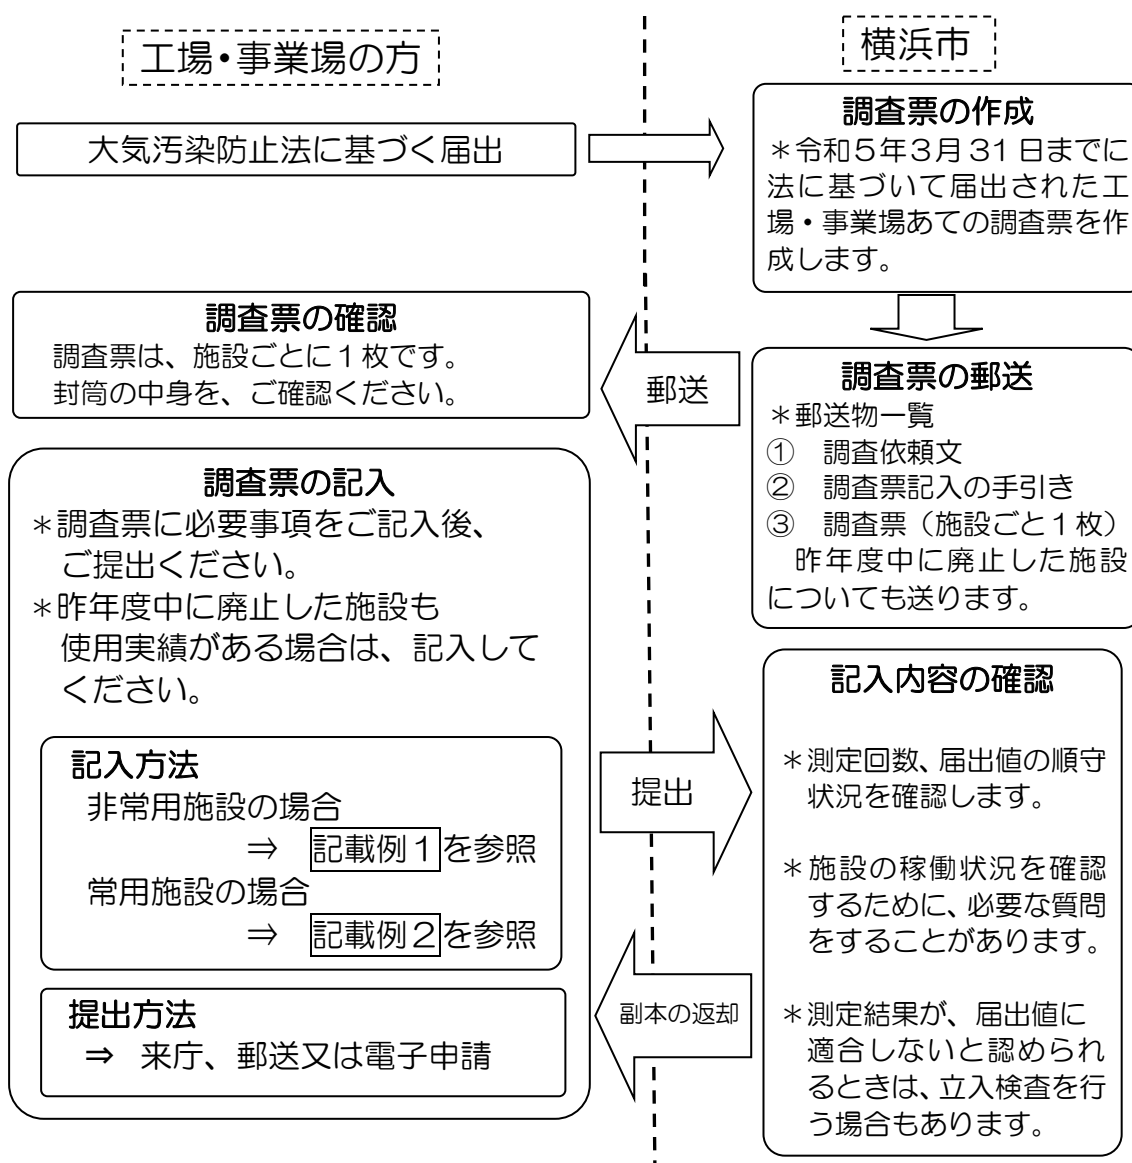 工場・事業場の方
横浜市
大気汚染防止法に基づく届出
調査票の作成
＊令和５年３月31日までに
法に基づいて届出された工
場・事業場あての調査票を作
成します。
調査票の確認
調査票は、施設ごとに１枚です。
封筒の中身を、ご確認ください。
郵送
調査票の郵送
＊郵送物一覧
①　調査依頼文
②　調査票記入の手引き
③　調査票（施設ごと１枚）
昨年度中に廃止した施設
についても送ります。
調査票の記入
＊調査票に必要事項をご記入後、
ご提出ください。
＊昨年度中に廃止した施設も
使用実績がある場合は、記入して
ください。
記入方法
非常用施設の場合
⇒　記載例１を参照
常用施設の場合
⇒　記載例２を参照
提出方法
⇒　来庁、郵送又は電子申請
提出
副本の返却
記入内容の確認
＊測定回数、届出値の順守
状況を確認します。
＊施設の稼働状況を確認
するために、必要な質問
をすることがあります。
＊測定結果が、届出値に
適合しないと認められ
るときは、立入検査を行
う場合もあります。